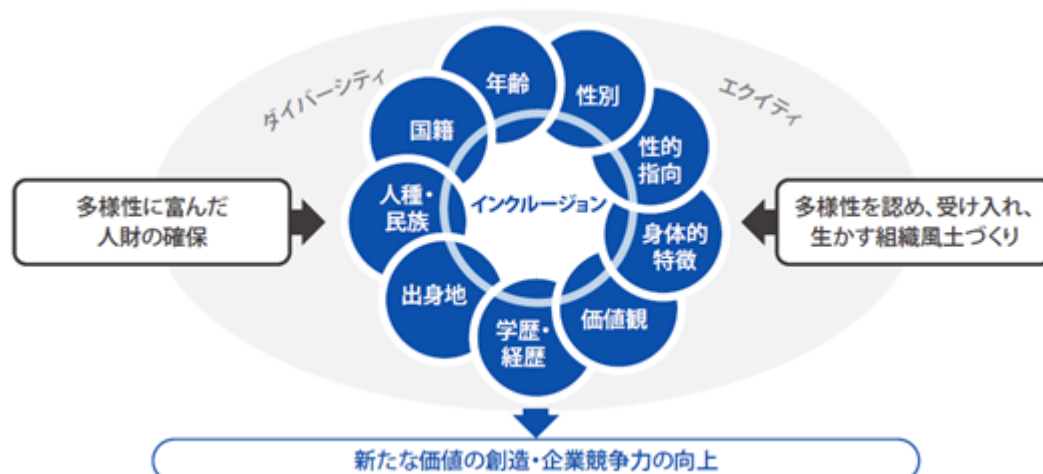 ダイバーシティ
エクイティ
年齢
性別
国籍
性的
指向
人種・
民族
インクルージョン
身体的
特徴
出身地
価値観
学歴・
経歴
多様性に富んだ
人財の確保
多様性を認め、受け入れ、
生かす組織風土づくり
新たな価値の創造・企業競争力の向上